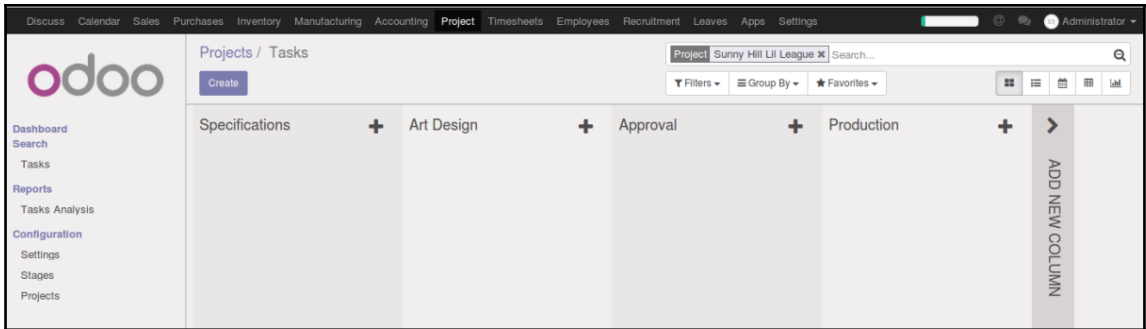 Discuss Calendar Sales Purchases Inventory Manufacturing Accounting Project Timesheets Employees Recruitment Leaves Apps Settings @ Administrator
odoo
Projects / Tasks
Project Sunny Hill Lil League ✖ Search...
Create
Filters Group By Favorites
Dashboard
Search
Tasks
Reports
Tasks Analysis
Configuration
Settings
Stages
Projects
Specifications + Art Design + Approval + Production +
ADD NEW COLUMN